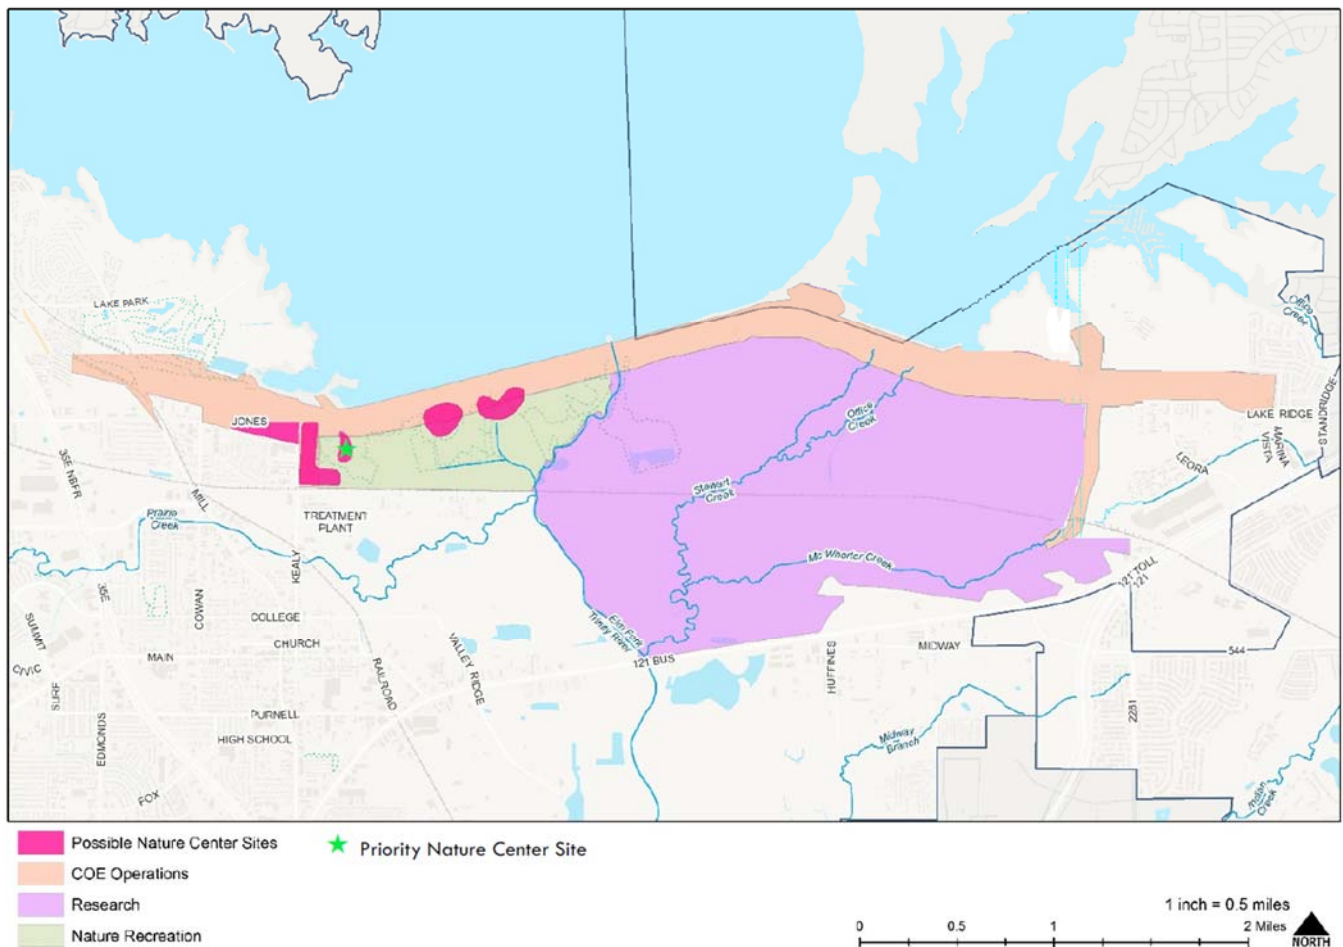 LAKE PARK
JONES
35E NBFR
MILL
Prairie
Creek
TREATMENT
PLANT
KEALY
SUMMIT
35E
COWAN
COLLEGE
CHURCH
MAIN
CIVIC
SURF
EDMONDS
PURNELL
HIGH SCHOOL
FOX
RAILROAD
VALLEY RIDGE
Elm Fork
Trinity River
121 BUS
Stewart
Creek
Office
Creek
Mc Whorter Creek
HUFFINES
MIDWAY
Midway
Branch
121 TOLL
121
544
2281
Indian
Creek
LEORA
MARINA
VISTA
LAKE RIDGE
STANDRIDGE
Office
Creek
Possible Nature Center Sites
Priority Nature Center Site
COE Operations
Research
Nature Recreation
1 inch = 0.5 miles
0 0.5 1 2 Miles
NORTH